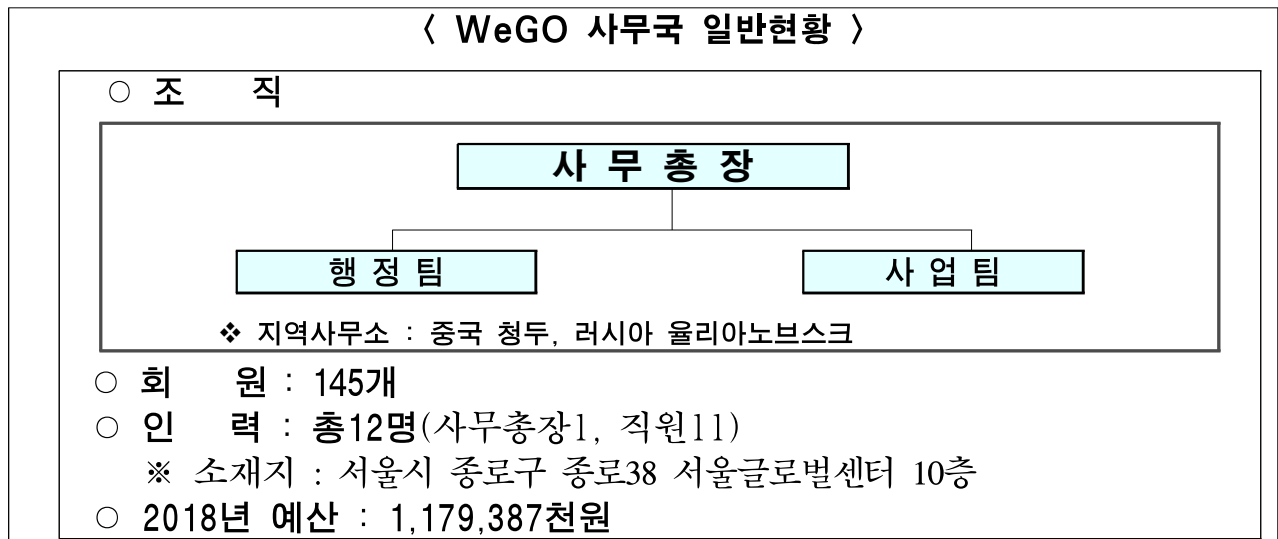 〈 WeGO 사무국 일반현황 〉
○ 조 직
사 무 총 장
행 정 팀
사 업 팀
❖ 지역사무소 : 중국 청두, 러시아 율리아노브스크
○ 회 원 : 145개
○ 인 력 : 총12명(사무총장1, 직원11)
※ 소재지 : 서울시 종로구 종로38 서울글로벌센터 10층
○ 2018년 예산 : 1,179,387천원